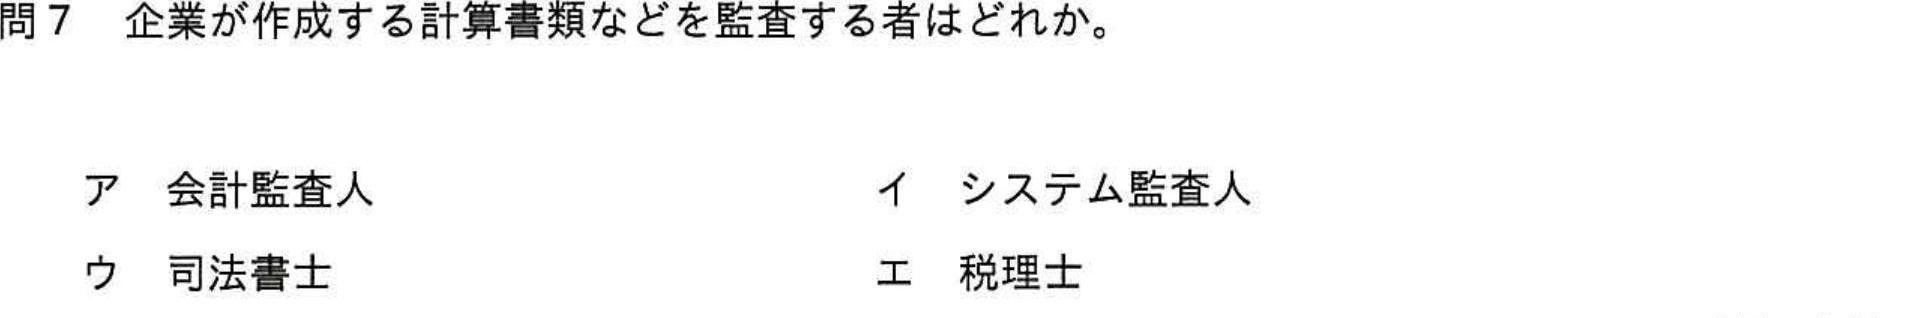 問7 企業が作成する計算書類などを監査する者はどれか。
ア 会計監査人 イ システム監査人
ウ 司法書士 エ 税理士